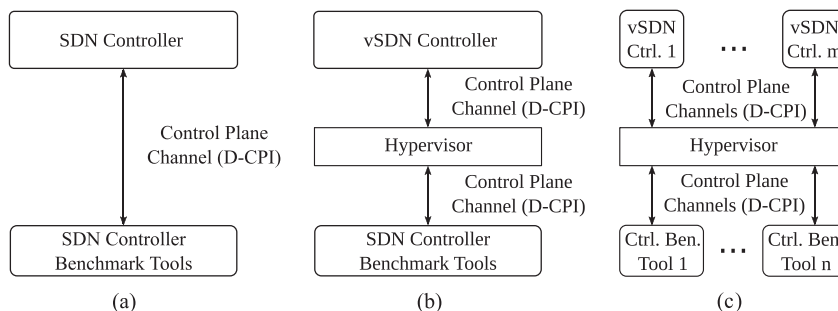 SDN Controller
Control Plane
Channel (D-CPI)
SDN Controller
Benchmark Tools
(a)
vSDN Controller
Control Plane
Channel (D-CPI)
Hypervisor
Control Plane
Channel (D-CPI)
SDN Controller
Benchmark Tools
(b)
vSDN
Ctrl. 1
...
vSDN
Ctrl. m
Control Plane
Channels (D-CPI)
Hypervisor
Control Plane
Channels (D-CPI)
Ctrl. Ben.
Tool 1
...
Ctrl. Ben.
Tool n
(c)